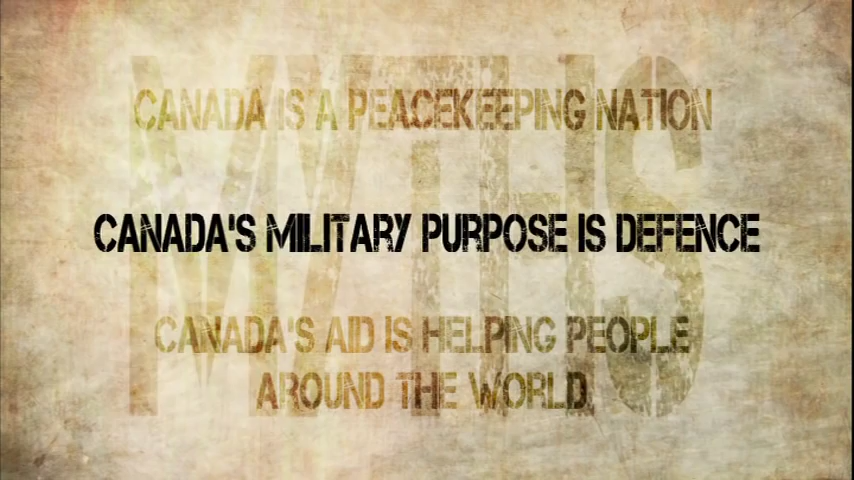 MYTHS
CANADA IS A PEACEKEEPING NATION
CANADA'S MILITARY PURPOSE IS DEFENCE
CANADA'S AID IS HELPING PEOPLE
AROUND THE WORLD.